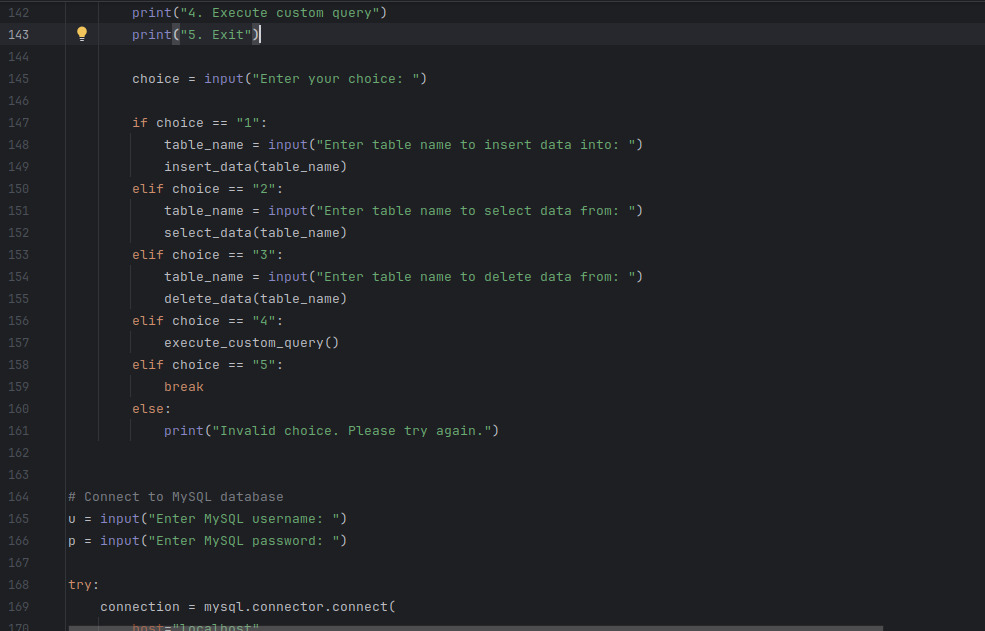 142 print("4. Execute custom query")
143 print("5. Exit")
144
145 choice = input("Enter your choice: ")
146
147 if choice == "1":
148 table_name = input("Enter table name to insert data into: ")
149 insert_data(table_name)
150 elif choice == "2":
151 table_name = input("Enter table name to select data from: ")
152 select_data(table_name)
153 elif choice == "3":
154 table_name = input("Enter table name to delete data from: ")
155 delete_data(table_name)
156 elif choice == "4":
157 execute_custom_query()
158 elif choice == "5":
159 break
160 else:
161 print("Invalid choice. Please try again.")
162
163
164 # Connect to MySQL database
165 u = input("Enter MySQL username: ")
166 p = input("Enter MySQL password: ")
167
168 try:
169 connection = mysql.connector.connect(
170 host="localhost"